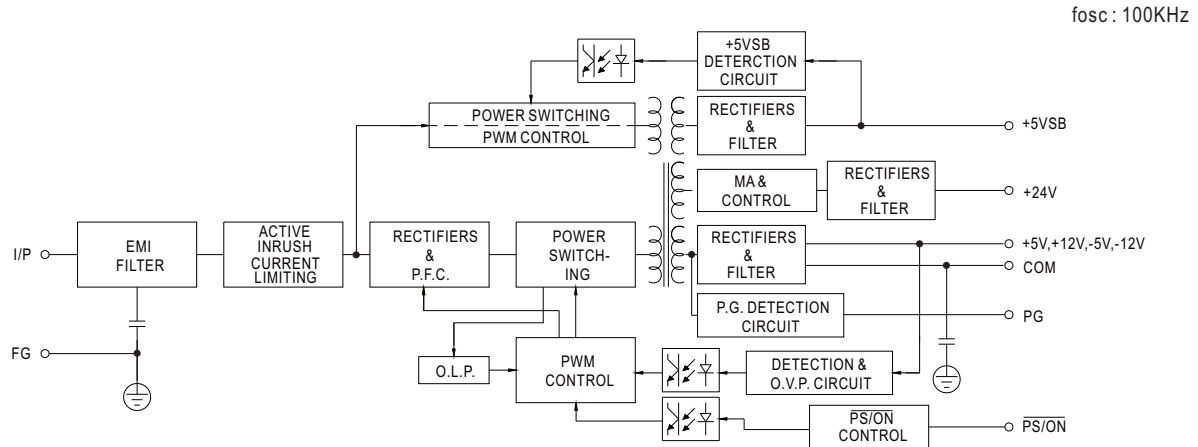 fosc : 100KHz
+5VSB
DETERCTION
CIRCUIT
POWER SWITCHING
PWM CONTROL
RECTIFIERS
&
FILTER
+5VSB
MA &
CONTROL
RECTIFIERS
&
FILTER
+24V
I/P
EMI
FILTER
ACTIVE
INRUSH
CURRENT
LIMITING
RECTIFIERS
&
P.F.C.
POWER
SWITCH-
ING
RECTIFIERS
&
FILTER
+5V,+12V,-5V,-12V
COM
P.G. DETECTION
CIRCUIT
PG
FG
O.L.P.
PWM
CONTROL
DETECTION &
O.V.P. CIRCUIT
PS/ON
CONTROL
PS/ON